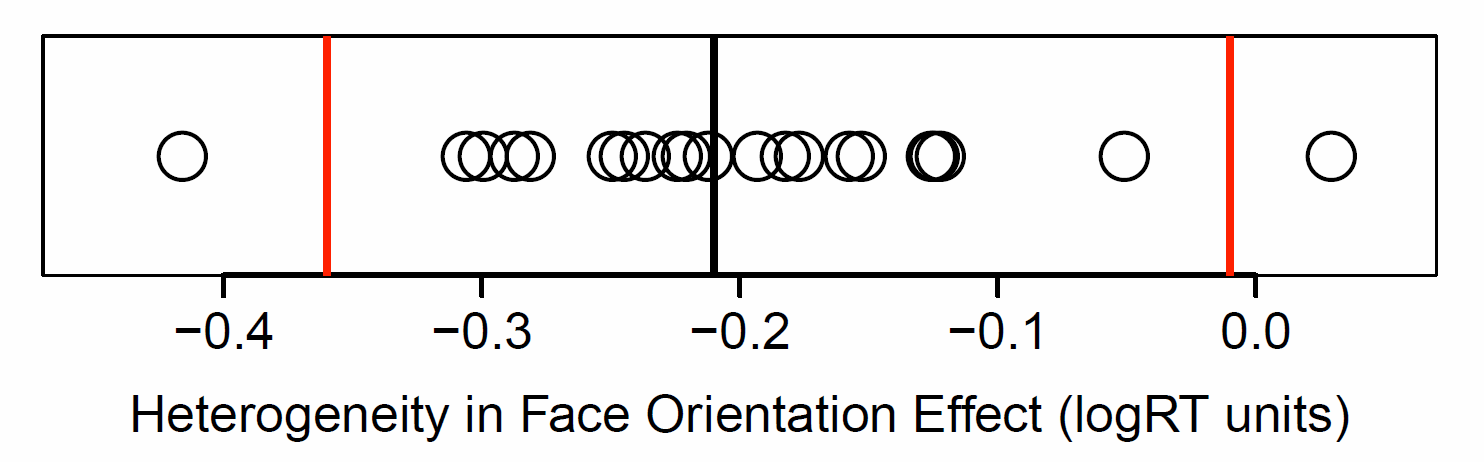 −0.4 −0.3 −0.2 −0.1 0.0
Heterogeneity in Face Orientation Effect (logRT units)